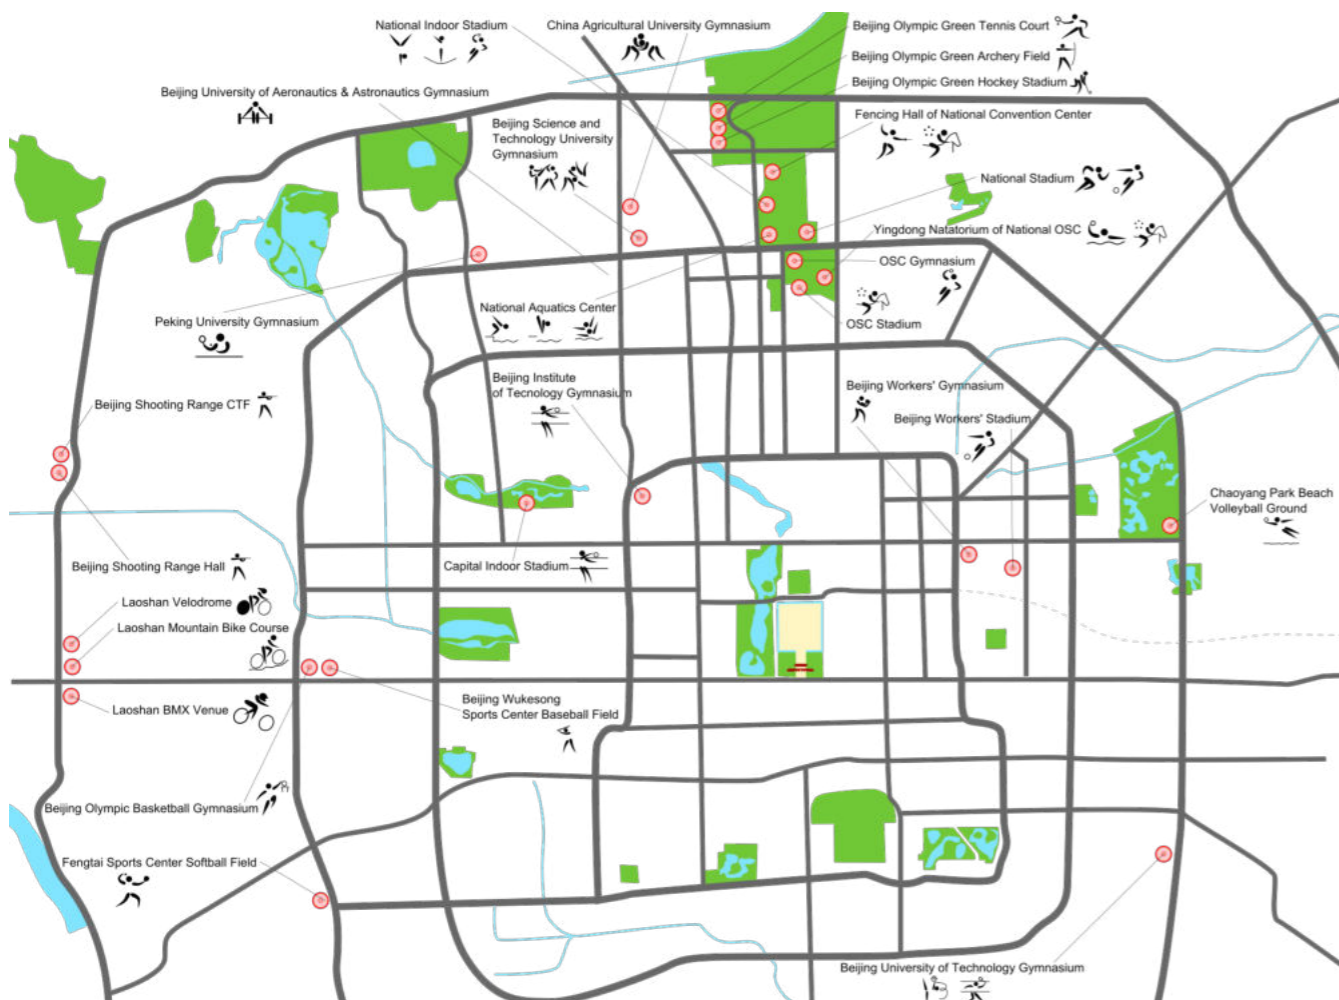 National Indoor Stadium
China Agricultural University Gymnasium
Beijing Olympic Green Tennis Court
Beijing Olympic Green Archery Field
Beijing Olympic Green Hockey Stadium
Beijing University of Aeronautics & Astronautics Gymnasium
Beijing Science and
Technology University
Gymnasium
Fencing Hall of National Convention Center
National Stadium
Yingdong Natatorium of National OSC
OSC Gymnasium
National Aquatics Center
Peking University Gymnasium
OSC Stadium
Beijing Institute
of Tecnology Gymnasium
Beijing Workers' Gymnasium
Beijing Shooting Range CTF
Beijing Workers' Stadium
Chaoyang Park Beach
Volleyball Ground
Beijing Shooting Range Hall
Capital Indoor Stadium
Laoshan Velodrome
Laoshan Mountain Bike Course
Laoshan BMX Venue
Beijing Wukesong
Sports Center Baseball Field
Beijing Olympic Basketball Gymnasium
Fengtai Sports Center Softball Field
Beijing University of Technology Gymnasium